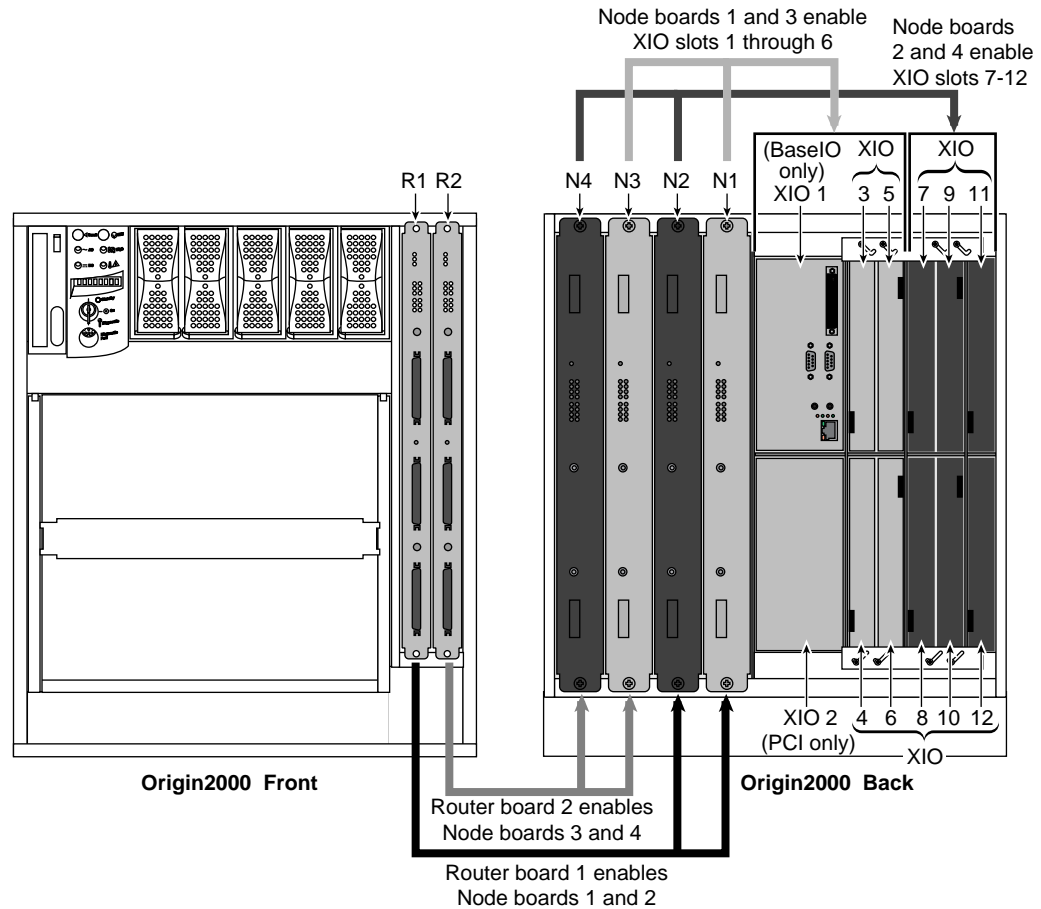 Node boards 1 and 3 enable
XIO slots 1 through 6
Node boards
2 and 4 enable
XIO slots 7-12
(BaseIO
only)
XIO 1
XIO
XIO
R1 R2
N4 N3 N2 N1
3 5 7 9 11
XIO 2
(PCI only)
4 6 8 10 12
XIO
Origin2000 Front
Origin2000 Back
Router board 2 enables
Node boards 3 and 4
Router board 1 enables
Node boards 1 and 2